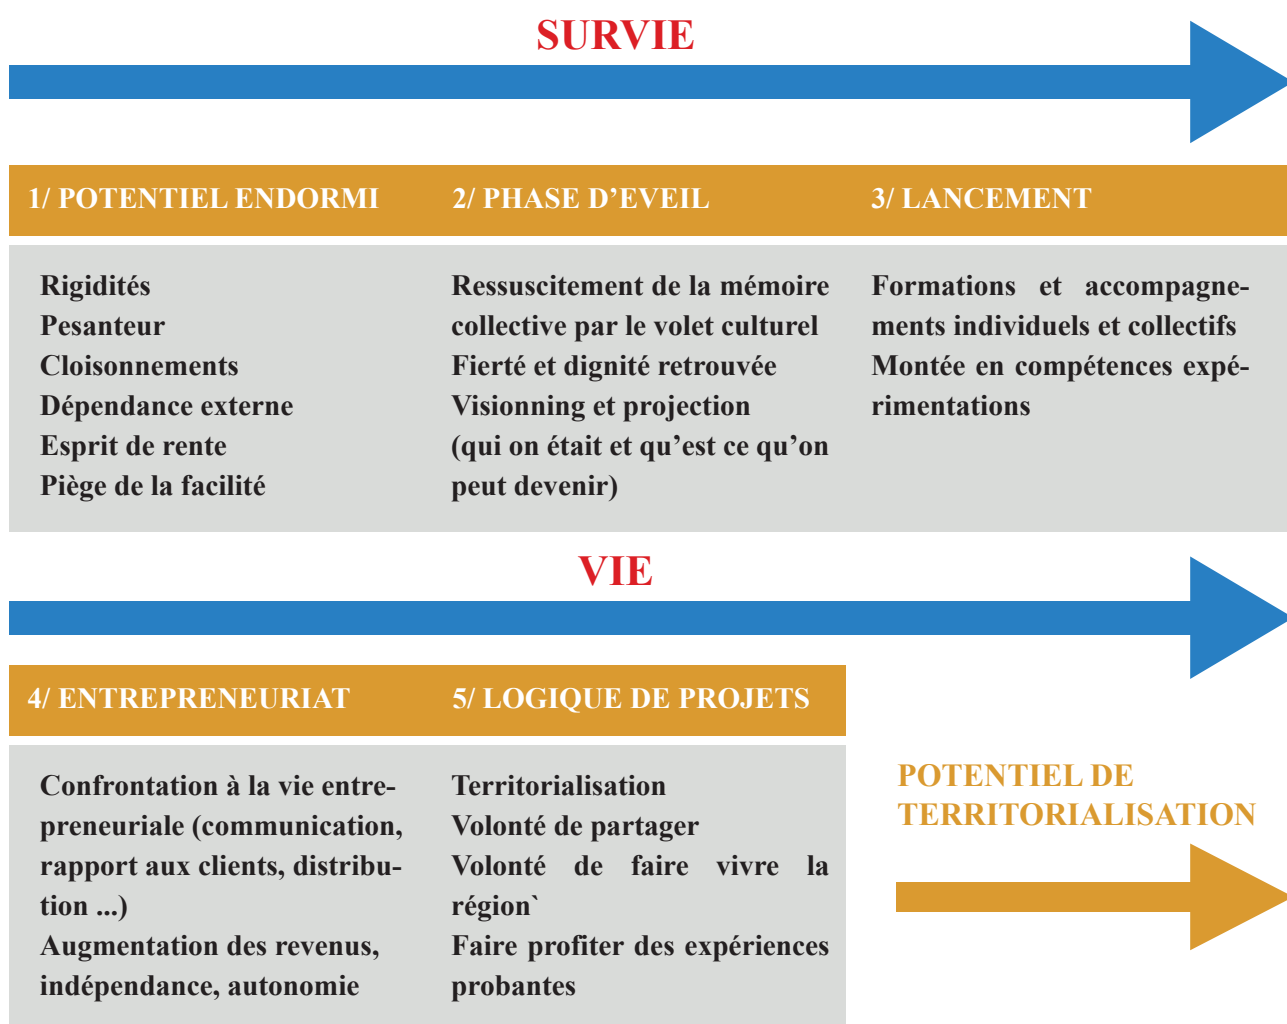 SURVIE
1/ POTENTIEL ENDORMI
Rigidités
Pesanteur
Cloisonnements
Dépendance externe
Esprit de rente
Piège de la facilité
2/ PHASE D’EVEIL
Ressuscitement de la mémoire
collective par le volet culturel
Fierté et dignité retrouvée
Visionning et projection
(qui on était et qu’est ce qu’on
peut devenir)
3/ LANCEMENT
Formations et accompagne-
ments individuels et collectifs
Montée en compétences expé-
rimentations
VIE
4/ ENTREPRENEURIAT
Confrontation à la vie entre-
preneuriale (communication,
rapport aux clients, distribu-
tion ...)
Augmentation des revenus,
indépendance, autonomie
5/ LOGIQUE DE PROJETS
Territorialisation
Volonté de partager
Volonté de faire vivre la
région`
Faire profiter des expériences
probantes
POTENTIEL DE
TERRITORIALISATION